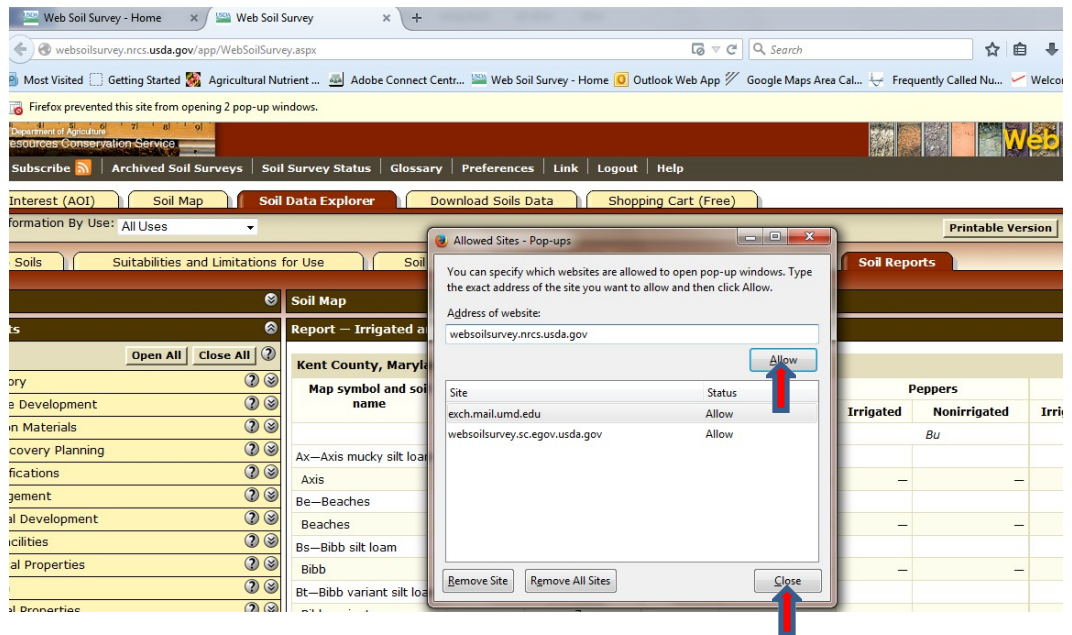 Web Soil Survey - Home × Web Soil Survey × +
websoilsurvey.nrcs.usda.gov/app/WebSoilSurvey.aspx Search
Most Visited Getting Started Agricultural Nutrient ... Adobe Connect Centr... Web Soil Survey - Home Outlook Web App Google Maps Area Cal... Frequently Called Nu... Welco
Firefox prevented this site from opening 2 pop-up windows.
Department of Agriculture
esources Conservation Service
Web
Subscribe Archived Soil Surveys Soil Survey Status Glossary Preferences Link Logout Help
Interest (AOI) Soil Map Soil Data Explorer Download Soils Data Shopping Cart (Free)
formation By Use: All Uses Printable Version
Soils Suitabilities and Limitations for Use Soil Soil Reports
Soil Map
ts Report — Irrigated a
Open All Close All ?
ory
e Development
n Materials
covery Planning
fications
gement
al Development
acilities
al Properties
al Properties
Kent County, Maryla
Map symbol and soi
name
Peppers
Irrigated Nonirrigated Irri
Bu
Ax—Axis mucky silt loa
Axis — —
Be—Beaches
Beaches — —
Bs—Bibb silt loam
Bibb — —
Bt—Bibb variant silt loa
Allowed Sites - Pop-ups
You can specify which websites are allowed to open pop-up windows. Type
the exact address of the site you want to allow and then click Allow.
Address of website:
websoilsurvey.nrcs.usda.gov
Allow
Site Status
exch.mail.umd.edu Allow
websoilsurvey.sc.egov.usda.gov Allow
Remove Site Remove All Sites Close